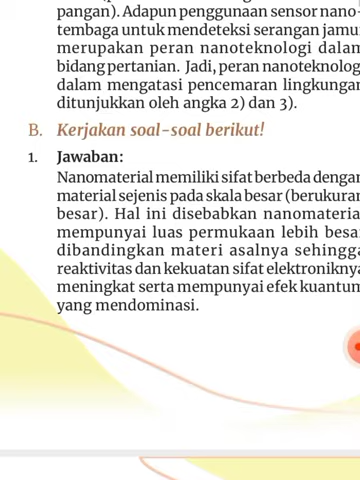 pangan). Adapun penggunaan sensor nano-
tembaga untuk mendeteksi serangan jamu
merupakan peran nanoteknologi dalam
bidang pertanian. Jadi, peran nanoteknolog
dalam mengatasi pencemaran lingkungan
ditunjukkan oleh angka 2) dan 3).
B. Kerjakan soal-soal berikut!
1. Jawaban:
Nanomaterial memiliki sifat berbeda dengan
material sejenis pada skala besar (berukuran
besar). Hal ini disebabkan nanomateria
mempunyai luas permukaan lebih besa
dibandingkan materi asalnya sehingga
reaktivitas dan kekuatan sifat elektroniknya
meningkat serta mempunyai efek kuantum
yang mendominasi.